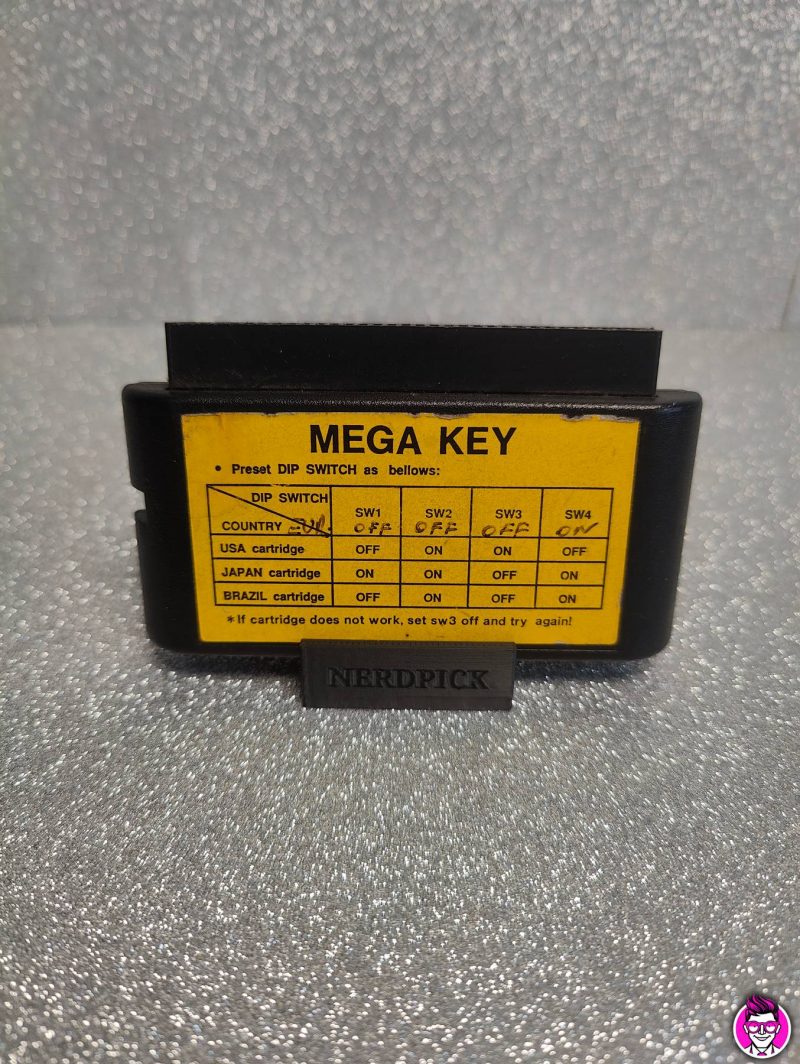 MEGA KEY
• Preset DIP SWITCH as bellows:
DIP SWITCH SW1 SW2 SW3 SW4
COUNTRY EUR. OFF OFF OFF ON
USA cartridge OFF ON ON OFF
JAPAN cartridge ON ON OFF ON
BRAZIL cartridge OFF ON OFF ON
*If cartridge does not work, set sw3 off and try again!
NERDPICK